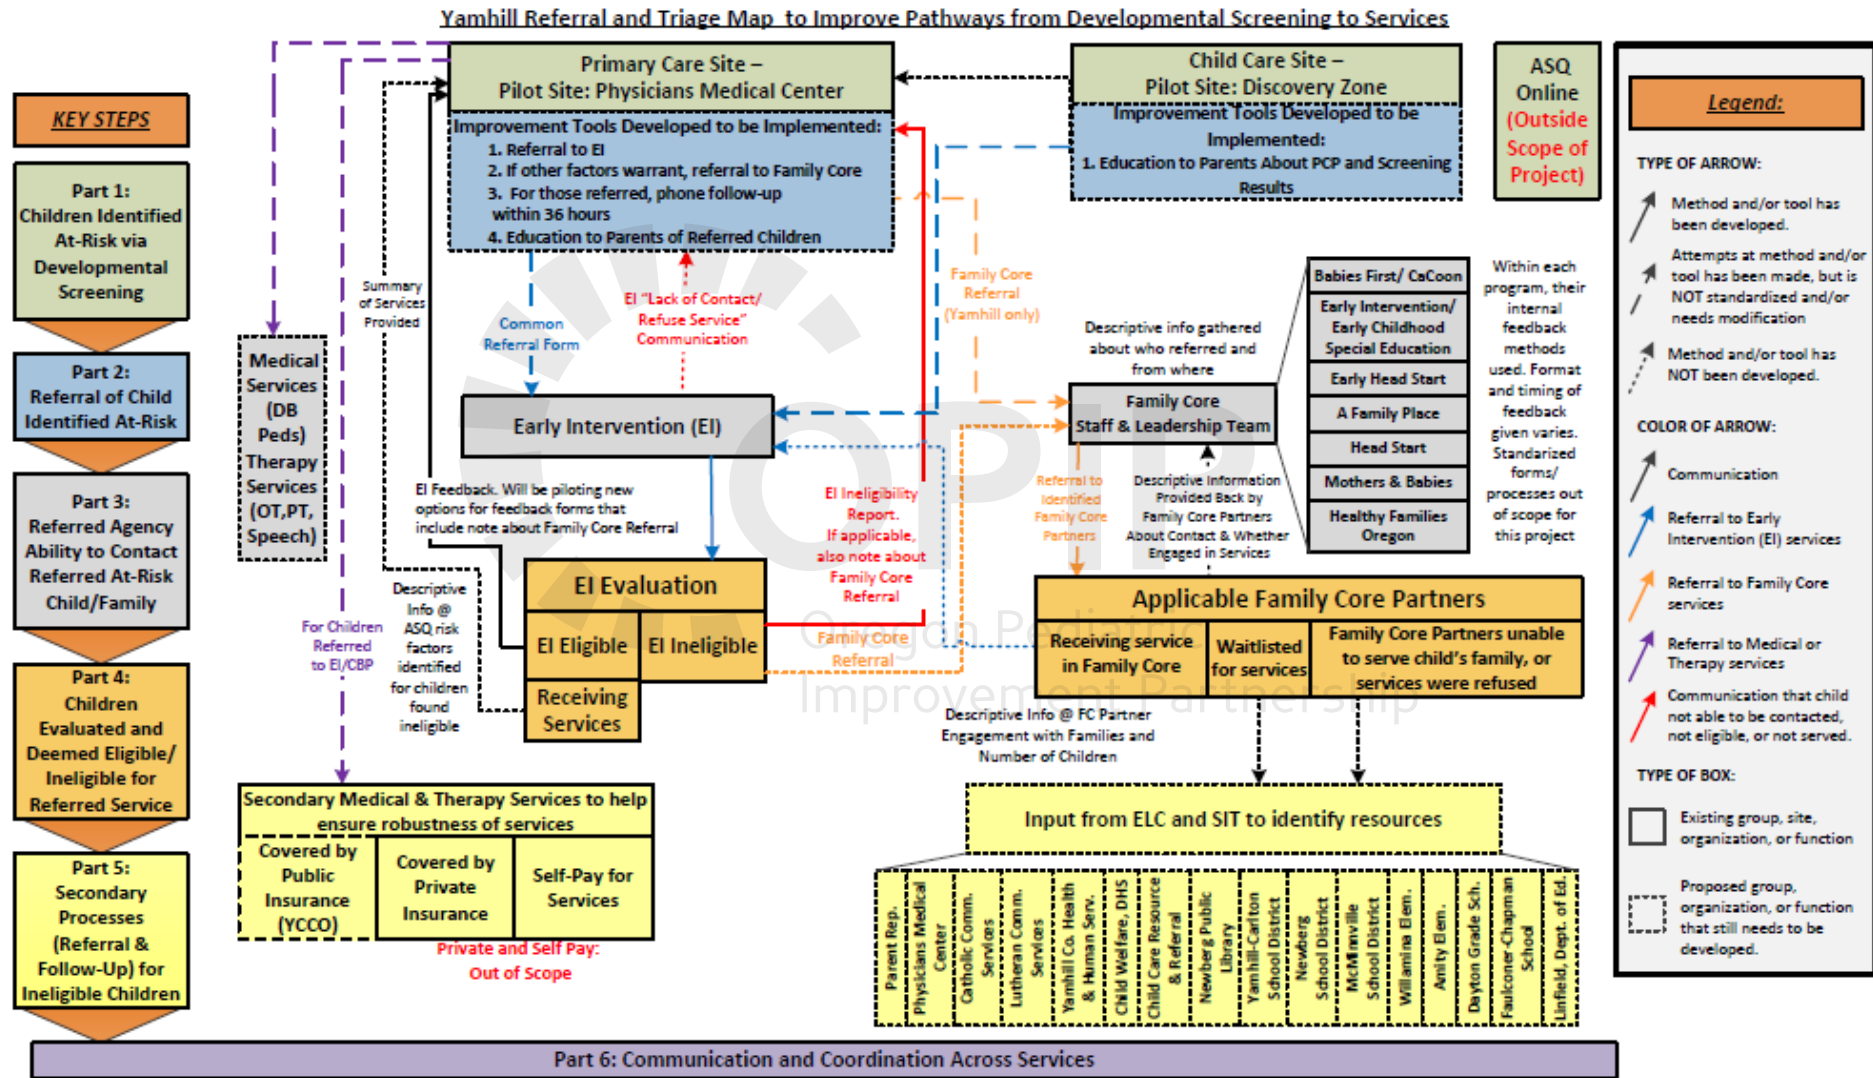 Yamhill Referral and Triage Map  to Improve Pathways from Developmental Screening to Services
KEY STEPS
Part 1:
Children Identified
At-Risk via
Developmental
Screening
Part 2:
Referral of Child
Identified At-Risk
Part 3:
Referred Agency
Ability to Contact
Referred At-Risk
Child/Family
Part 4:
Children
Evaluated and
Deemed Eligible/
Ineligible for
Referred Service
Part 5:
Secondary
Processes
(Referral &
Follow-Up) for
Ineligible Children
Part 6: Communication and Coordination Across Services
Primary Care Site –
Pilot Site: Physicians Medical Center
Improvement Tools Developed to be Implemented:
1. Referral to EI
2. If other factors warrant, referral to Family Core
3.  For those referred, phone follow-up
within 36 hours
4. Education to Parents of Referred Children
Child Care Site –
Pilot Site: Discovery Zone
Improvement Tools Developed to be
Implemented:
1. Education to Parents About PCP and Screening
Results
ASQ
Online
(Outside
Scope of
Project)
Summary
of Services
Provided
Common
Referral Form
EI "Lack of Contact/
Refuse Service"
Communication
Family Core
Referral
(Yamhill only)
Medical
Services
(DB
Peds)
Therapy
Services
(OT,PT,
Speech)
Early Intervention (EI)
Descriptive info gathered
about who referred and
from where
Family Core
Staff & Leadership Team
Babies First/ CaCoon
Early Intervention/
Early Childhood
Special Education
Early Head Start
A Family Place
Head Start
Mothers & Babies
Healthy Families
Oregon
Within each
program, their
internal
feedback
methods
used. Format
and timing of
feedback
given varies.
Standarized
forms/
processes out
of scope for
this project
EI Feedback. Will be piloting new
options for feedback forms that
include note about Family Core Referral
EI Ineligibility
Report.
If applicable,
also note about
Family Core
Referral
Referral to
Identified
Family Core
Partners
Descriptive Information
Provided Back by
Family Core Partners
About Contact & Whether
Engaged in Services
Descriptive
Info @
ASQ risk
factors
identified
for children
found
ineligible
For Children
Referred
to EI/CBP
EI Evaluation
EI Eligible
EI Ineligible
Receiving
Services
Family Core
Referral
Applicable Family Core Partners
Receiving service
in Family Core
Waitlisted
for services
Family Core Partners unable
to serve child's family, or
services were refused
Descriptive Info @ FC Partner
Engagement with Families and
Number of Children
Secondary Medical & Therapy Services to help
ensure robustness of services
Covered by
Public
Insurance
(YCCO)
Covered by
Private
Insurance
Self-Pay for
Services
Private and Self Pay:
Out of Scope
Input from ELC and SIT to identify resources
Parent Rep.
Physicians Medical
Center
Catholic Comm.
Services
Lutheran Comm.
Services
Yamhill Co. Health
& Human Serv.
Child Welfare, DHS
Child Care Resource
& Referral
Newberg Public
Library
Yamhill-Carlton
School District
Newberg
School District
McMinnville
School District
Willamina Elem.
Amity Elem.
Dayton Grade Sch.
Faulconer-Chapman
School
Linfield, Dept. of Ed.
OPIP
Oregon Pediatric
Improvement Partnership
Legend:
TYPE OF ARROW:
Method and/or tool has
been developed.
Attempts at method and/or
tool has been made, but is
NOT standardized and/or
needs modification
Method and/or tool has
NOT been developed.
COLOR OF ARROW:
Communication
Referral to Early
Intervention (EI) services
Referral to Family Core
services
Referral to Medical or
Therapy services
Communication that child
not able to be contacted,
not eligible, or not served.
TYPE OF BOX:
Existing group, site,
organization, or function
Proposed group,
organization, or function
that still needs to be
developed.